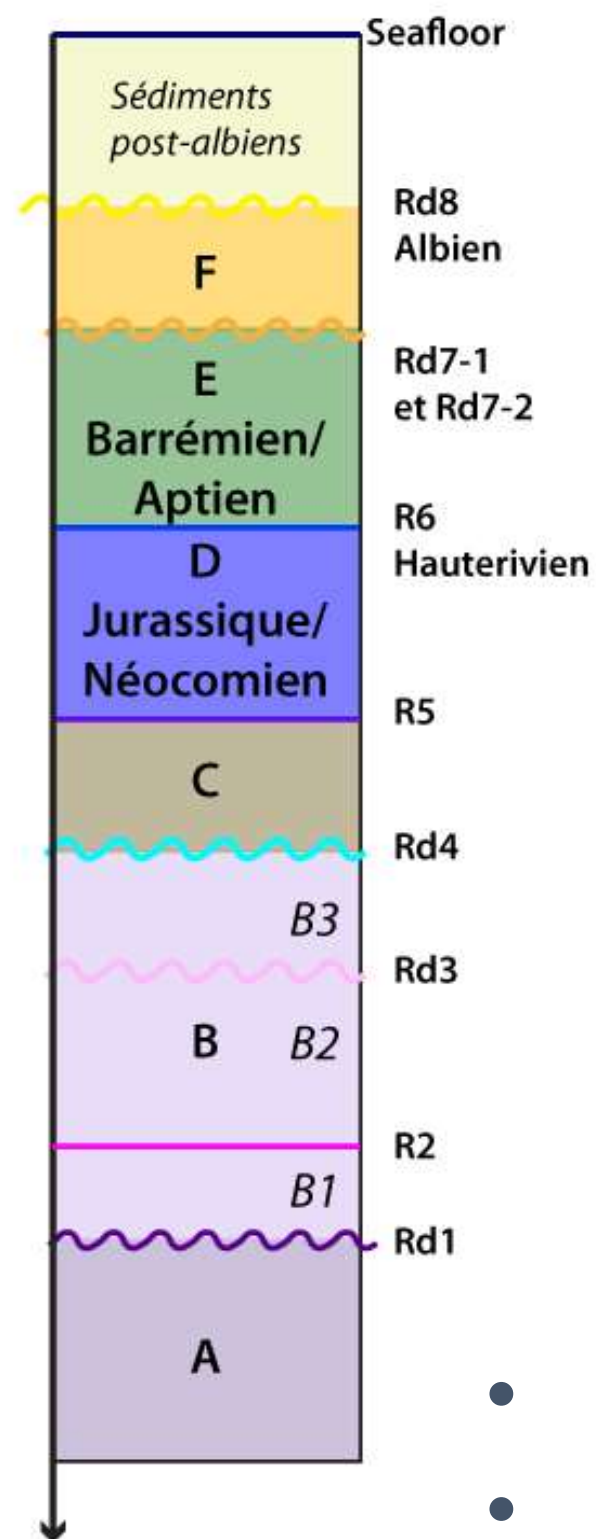 Seafloor
Sédiments
post-albiens
Rd8
Albien
F
Rd7-1
et Rd7-2
E
Barrémien/
Aptien
R6
Hauterivien
D
Jurassique/
Néocomien
R5
C
Rd4
B3
Rd3
B B2
R2
B1
Rd1
A